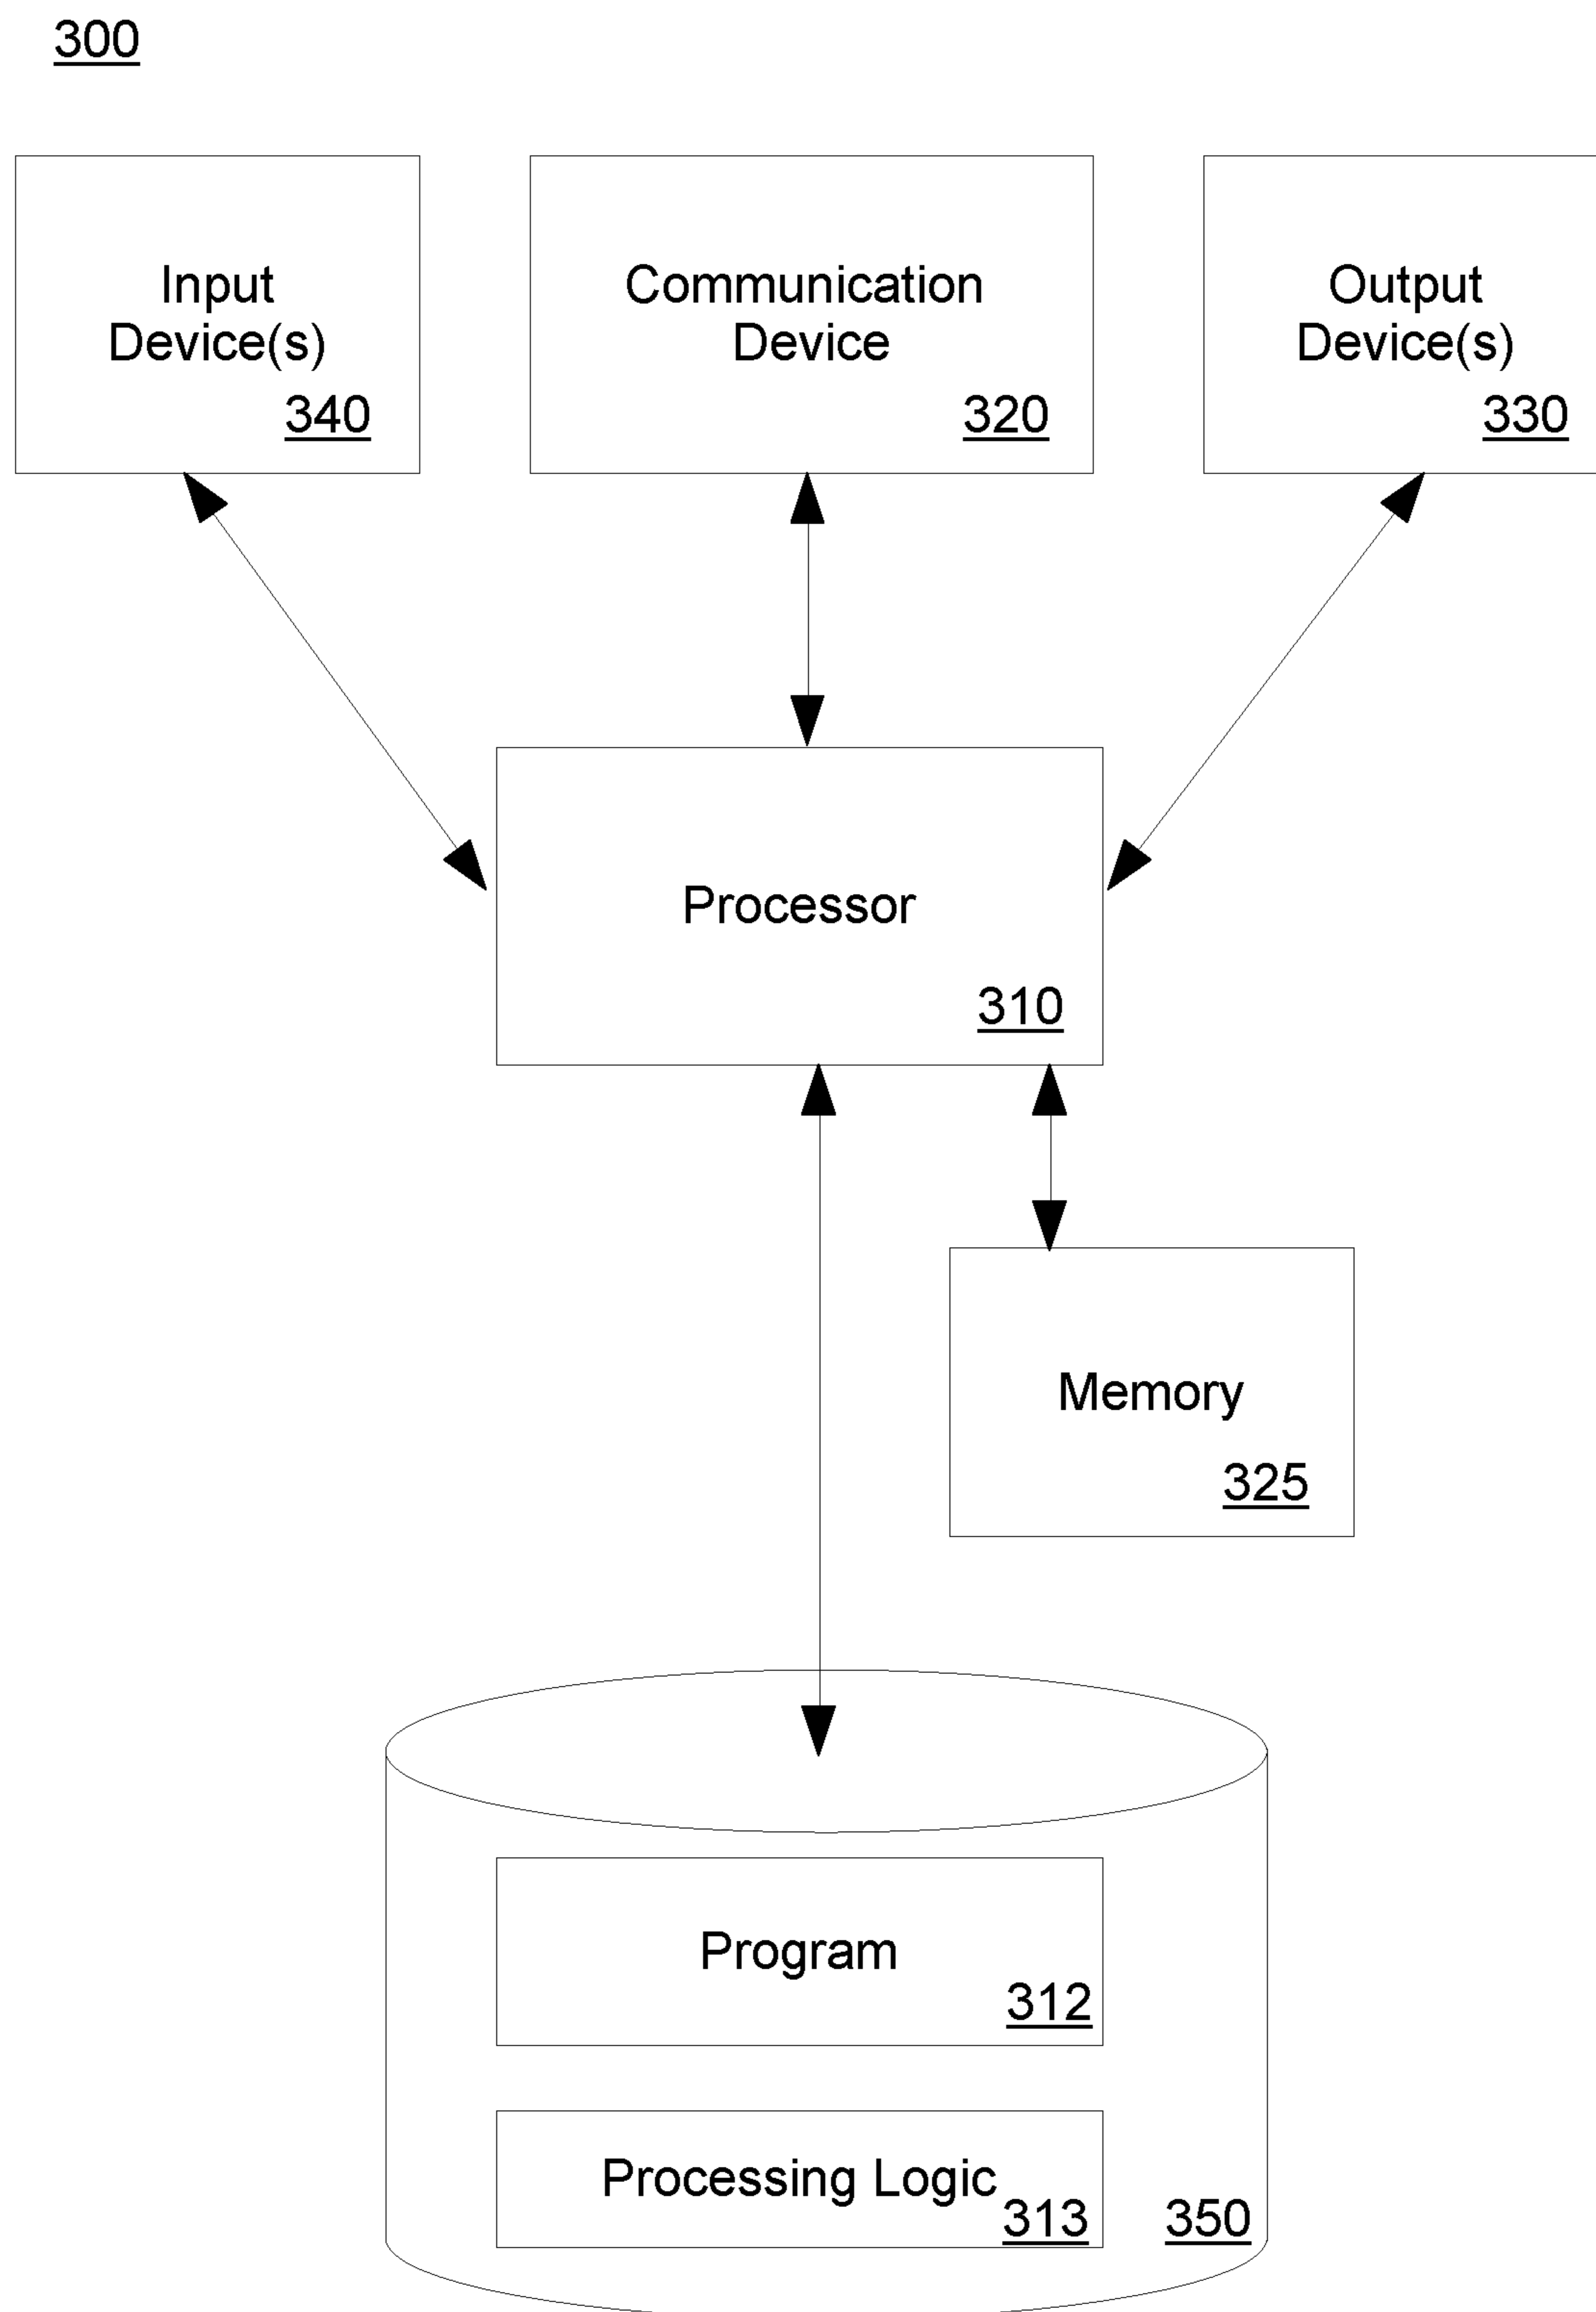 300
Input
Device(s)
340
Communication
Device
320
Output
Device(s)
330
Processor
310
Memory
325
Program
312
Processing Logic
313
350